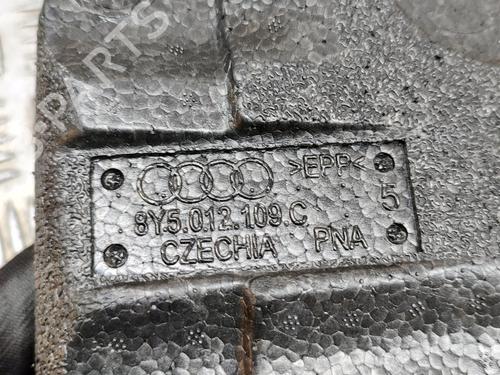 >EPP<
8Y5.012.109.C
CZECHIA PNA
5